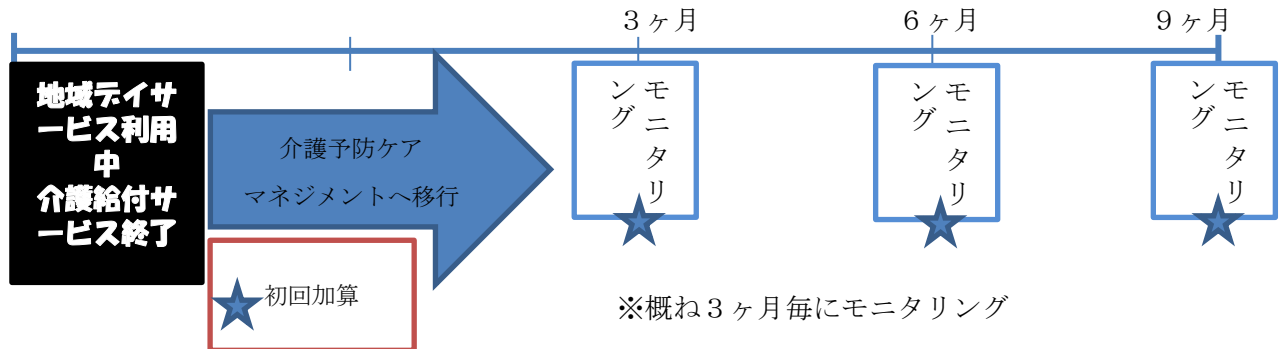 ３ヶ月
６ヶ月
９ヶ月
地域デイサ
ービス利用
中
介護給付サ
ービス終了
介護予防ケア
マネジメントへ移行
初回加算
モニタリ
ング
モニタリ
ング
モニタリ
ング
※概ね３ヶ月毎にモニタリング